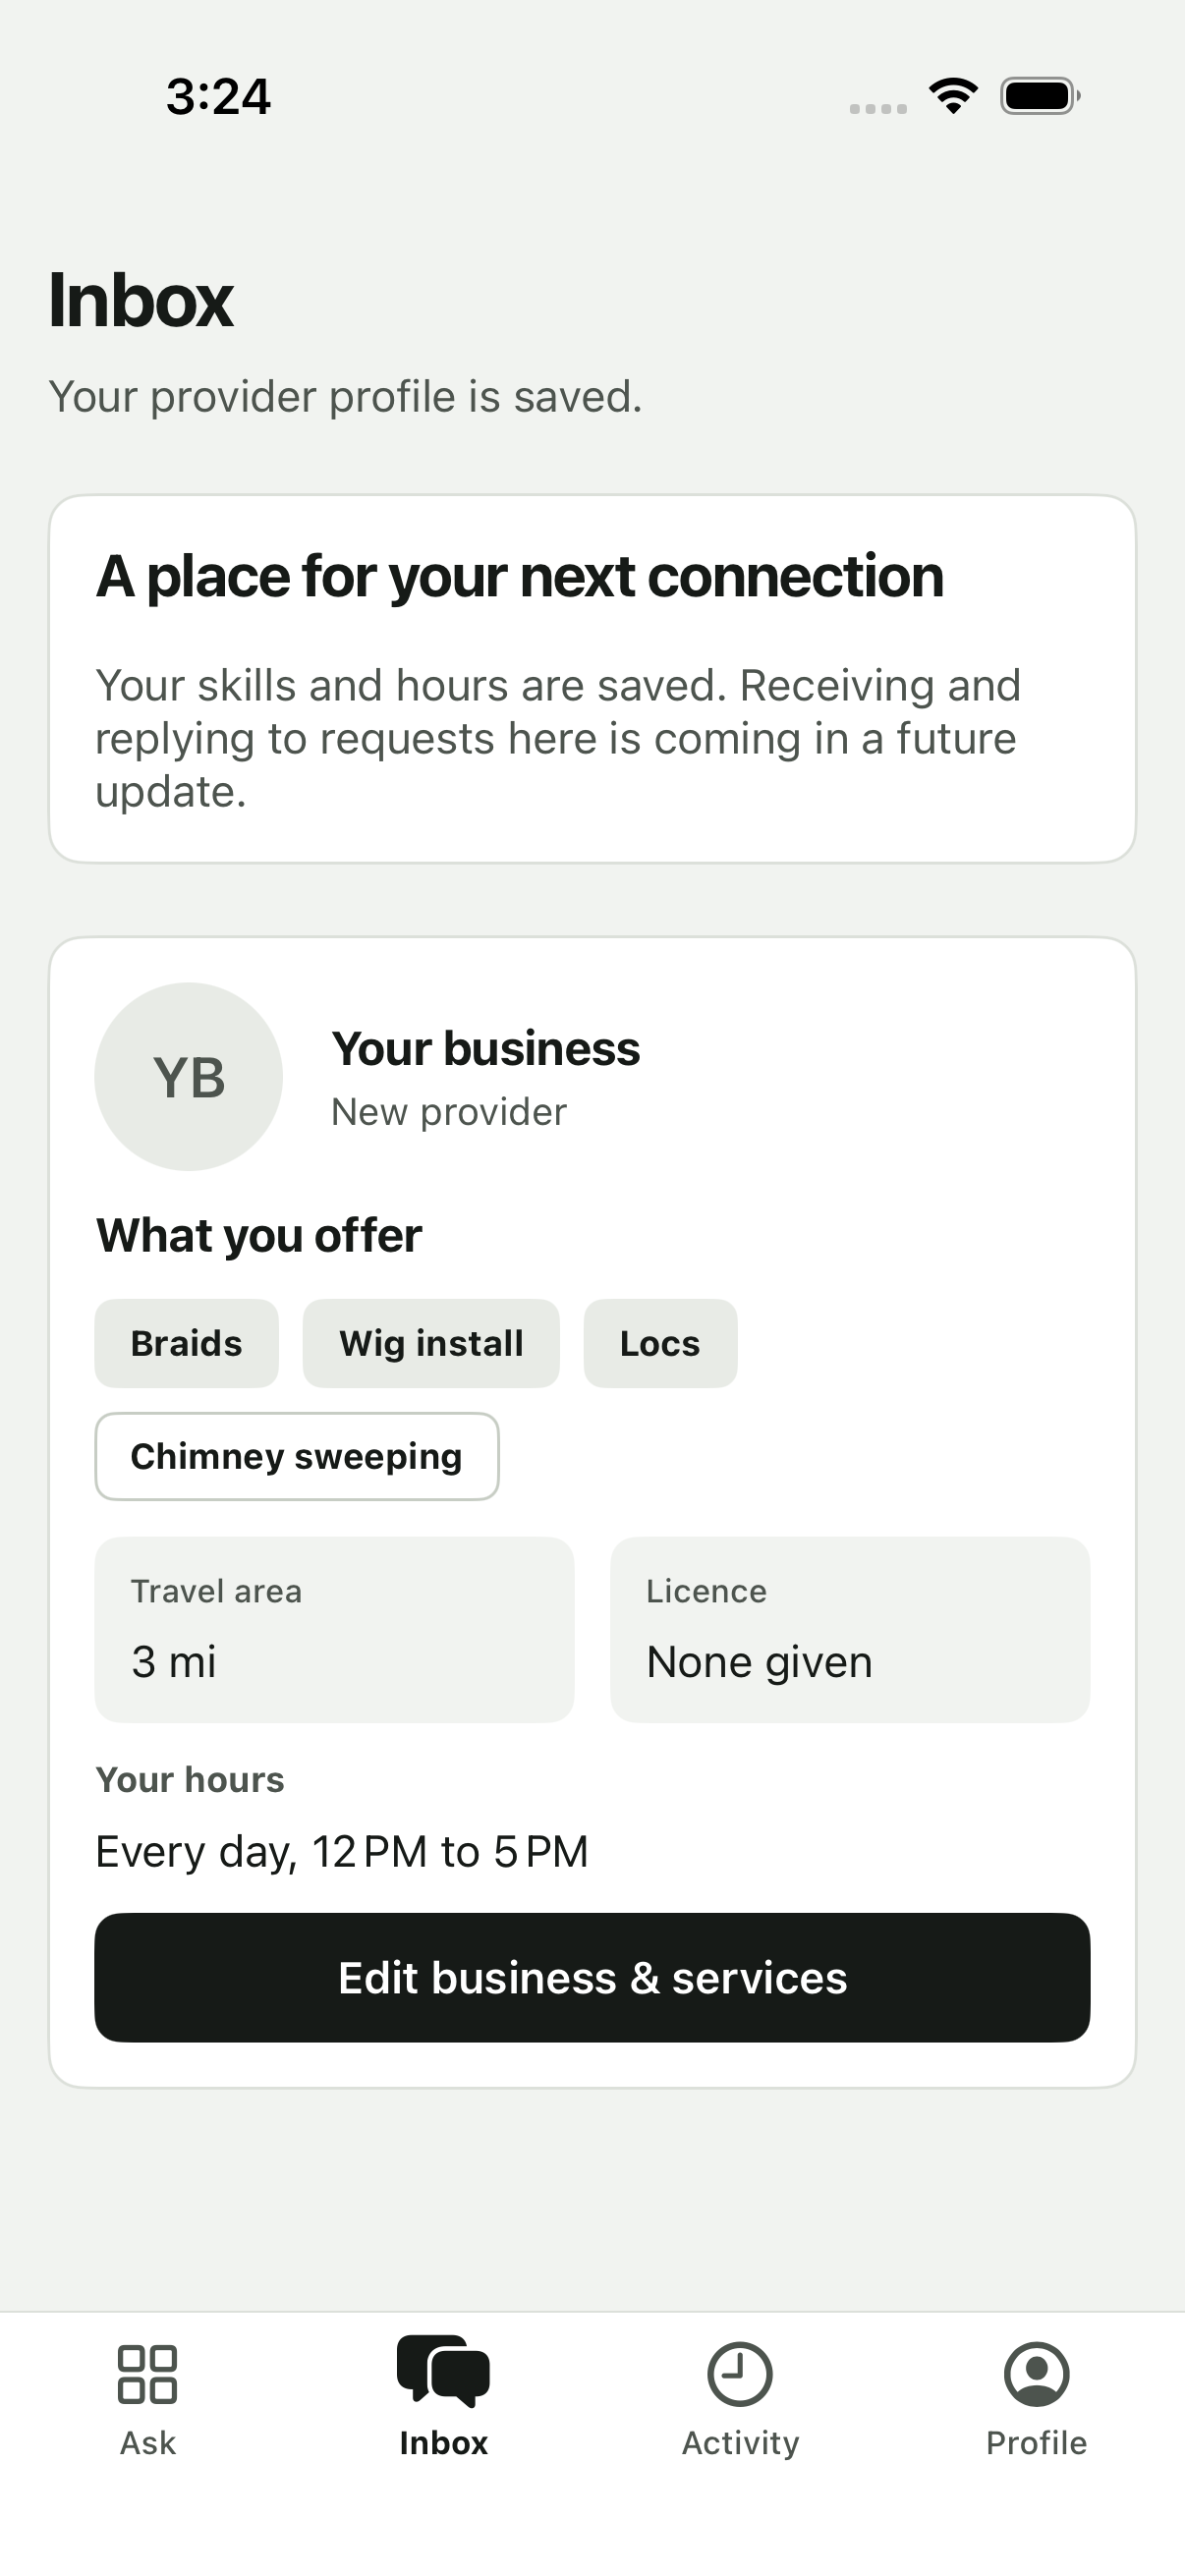 3:24
Inbox
Your provider profile is saved.
A place for your next connection
Your skills and hours are saved. Receiving and
replying to requests here is coming in a future
update.
YB
Your business
New provider
What you offer
Braids
Wig install
Locs
Chimney sweeping
Travel area
3 mi
Licence
None given
Your hours
Every day, 12 PM to 5 PM
Edit business & services
Ask
Inbox
Activity
Profile